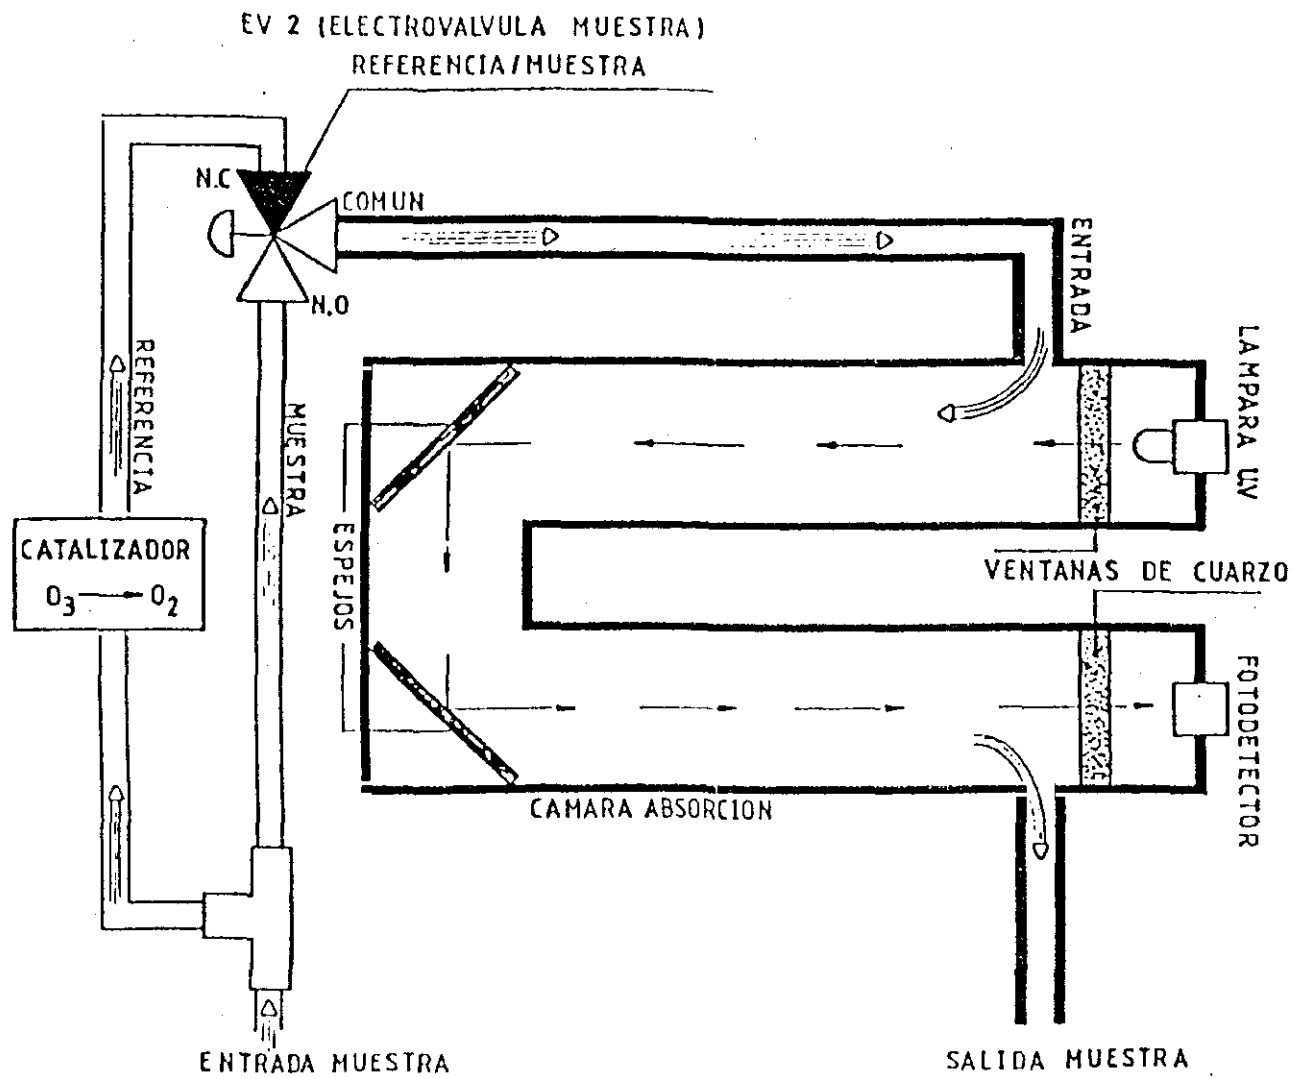 EV 2 (ELECTROVALVULA MUESTRA)
REFERENCIA/MUESTRA
N.C
COMUN
N.O
ENTRADA
LAMPARA UV
REFERENCIA
MUESTRA
CATALIZADOR
O3 → O2
ESPEJOS
VENTANAS DE CUARZO
FOTODETECTOR
CAMARA ABSORCION
ENTRADA MUESTRA
SALIDA MUESTRA